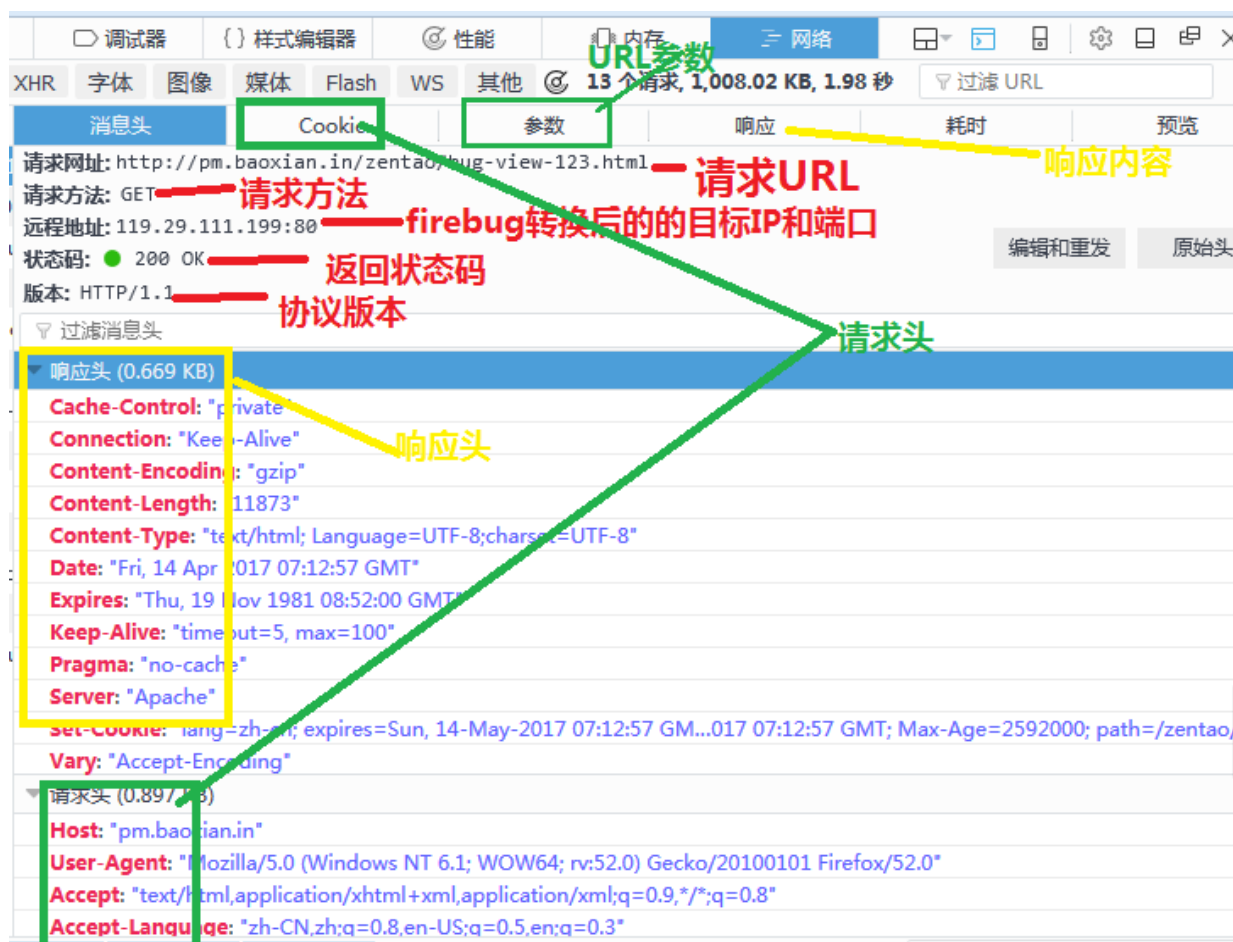 调试器 {} 样式编辑器 性能 内存 网络
URL参数
XHR 字体 图像 媒体 Flash WS 其他 13 个请求, 1,008.02 KB, 1.98 秒 过滤 URL
消息头 Cookie 参数 响应 耗时 预览
请求网址: http://pm.baoxian.in/zentao/bug-view-123.html 请求URL 响应内容
请求方法: GET 请求方法
远程地址: 119.29.111.199:80 firebug转换后的的目标IP和端口
编辑和重发 原始头
状态码: 200 OK 返回状态码
版本: HTTP/1.1 协议版本
过滤消息头 请求头
响应头 (0.669 KB)
Cache-Control: "private"
Connection: "Keep-Alive" 响应头
Content-Encoding: "gzip"
Content-Length: "11873"
Content-Type: "text/html; Language=UTF-8;charset=UTF-8"
Date: "Fri, 14 Apr 2017 07:12:57 GMT"
Expires: "Thu, 19 Nov 1981 08:52:00 GMT"
Keep-Alive: "timeout=5, max=100"
Pragma: "no-cache"
Server: "Apache"
Set-Cookie: "lang=zh-cn; expires=Sun, 14-May-2017 07:12:57 GM...017 07:12:57 GMT; Max-Age=2592000; path=/zentao/
Vary: "Accept-Encoding"
请求头 (0.897 KB)
Host: "pm.baoxian.in"
User-Agent: "Mozilla/5.0 (Windows NT 6.1; WOW64; rv:52.0) Gecko/20100101 Firefox/52.0"
Accept: "text/html,application/xhtml+xml,application/xml;q=0.9,*/*;q=0.8"
Accept-Language: "zh-CN,zh;q=0.8,en-US;q=0.5,en;q=0.3"